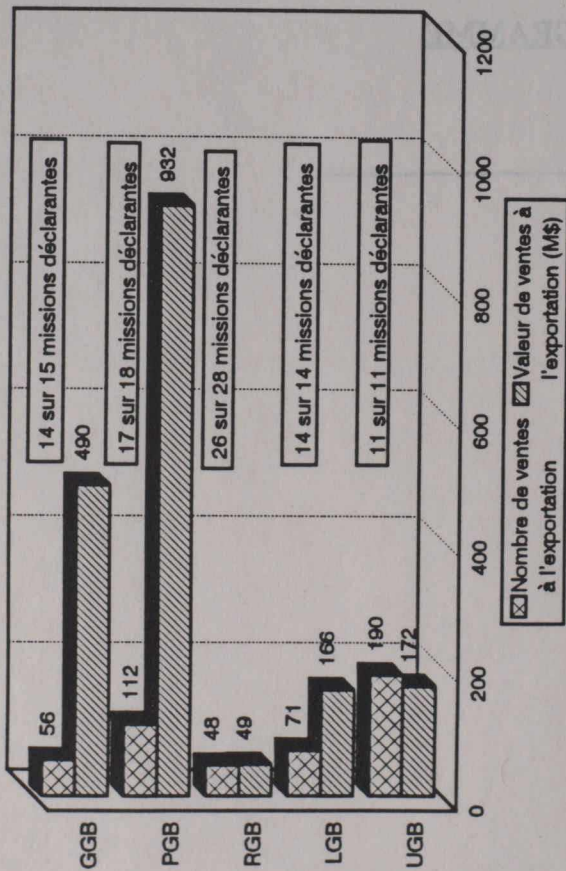 GGB
56
490
14 sur 15 missions déclarantes
PGB
112
932
17 sur 18 missions déclarantes
RGB
48
49
26 sur 28 missions déclarantes
LGB
71
166
14 sur 14 missions déclarantes
UGB
190
172
11 sur 11 missions déclarantes
0 200 400 600 800 1000 1200
Nombre de ventes
à l'exportation
Valeur de ventes à
l'exportation (M$)